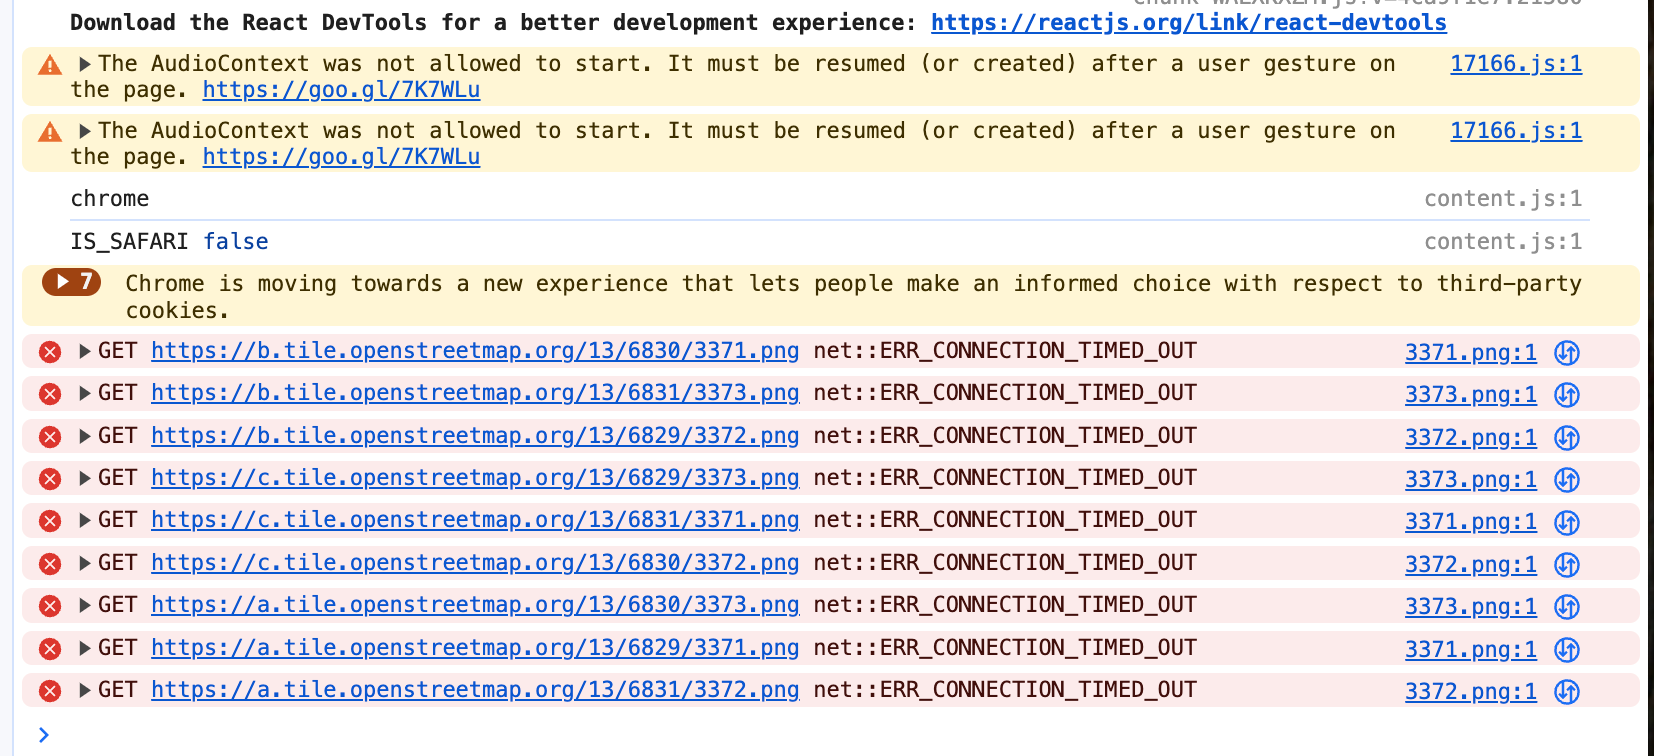 Download the React DevTools for a better development experience: https://reactjs.org/link/react-devtools
The AudioContext was not allowed to start. It must be resumed (or created) after a user gesture on 17166.js:1
the page. https://goo.gl/7K7WLu
The AudioContext was not allowed to start. It must be resumed (or created) after a user gesture on 17166.js:1
the page. https://goo.gl/7K7WLu
chrome content.js:1
IS_SAFARI false content.js:1
7 Chrome is moving towards a new experience that lets people make an informed choice with respect to third-party
cookies.
GET https://b.tile.openstreetmap.org/13/6830/3371.png net::ERR_CONNECTION_TIMED_OUT 3371.png:1
GET https://b.tile.openstreetmap.org/13/6831/3373.png net::ERR_CONNECTION_TIMED_OUT 3373.png:1
GET https://b.tile.openstreetmap.org/13/6829/3372.png net::ERR_CONNECTION_TIMED_OUT 3372.png:1
GET https://c.tile.openstreetmap.org/13/6829/3373.png net::ERR_CONNECTION_TIMED_OUT 3373.png:1
GET https://c.tile.openstreetmap.org/13/6831/3371.png net::ERR_CONNECTION_TIMED_OUT 3371.png:1
GET https://c.tile.openstreetmap.org/13/6830/3372.png net::ERR_CONNECTION_TIMED_OUT 3372.png:1
GET https://a.tile.openstreetmap.org/13/6830/3373.png net::ERR_CONNECTION_TIMED_OUT 3373.png:1
GET https://a.tile.openstreetmap.org/13/6829/3371.png net::ERR_CONNECTION_TIMED_OUT 3371.png:1
GET https://a.tile.openstreetmap.org/13/6831/3372.png net::ERR_CONNECTION_TIMED_OUT 3372.png:1